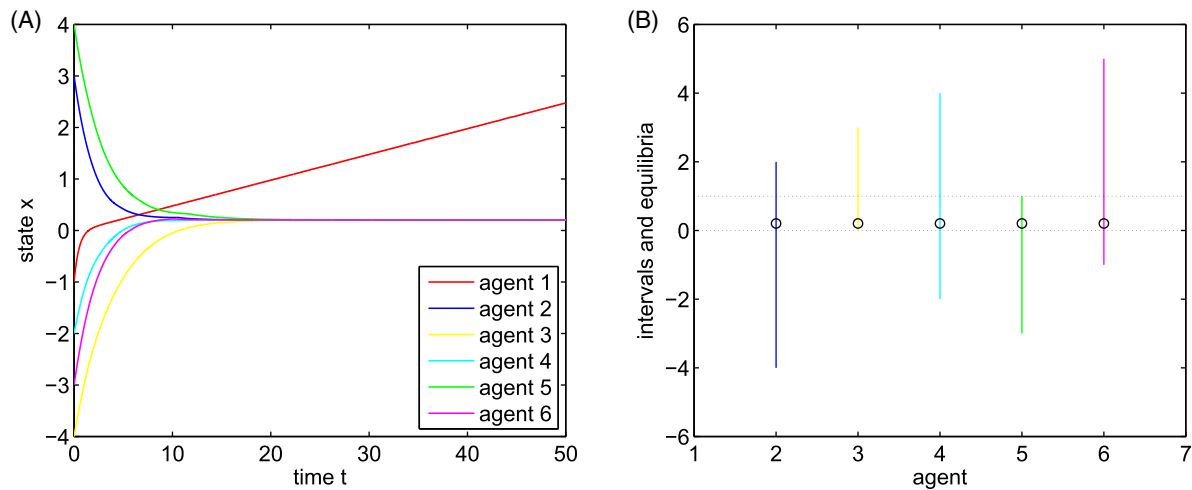 (A)
4
3
2
1
0
−1
−2
−3
−4
state x
0
10
20
30
40
50
time t
agent 1
agent 2
agent 3
agent 4
agent 5
agent 6
(B)
6
4
2
0
−2
−4
−6
intervals and equilibria
1
2
3
4
5
6
7
agent